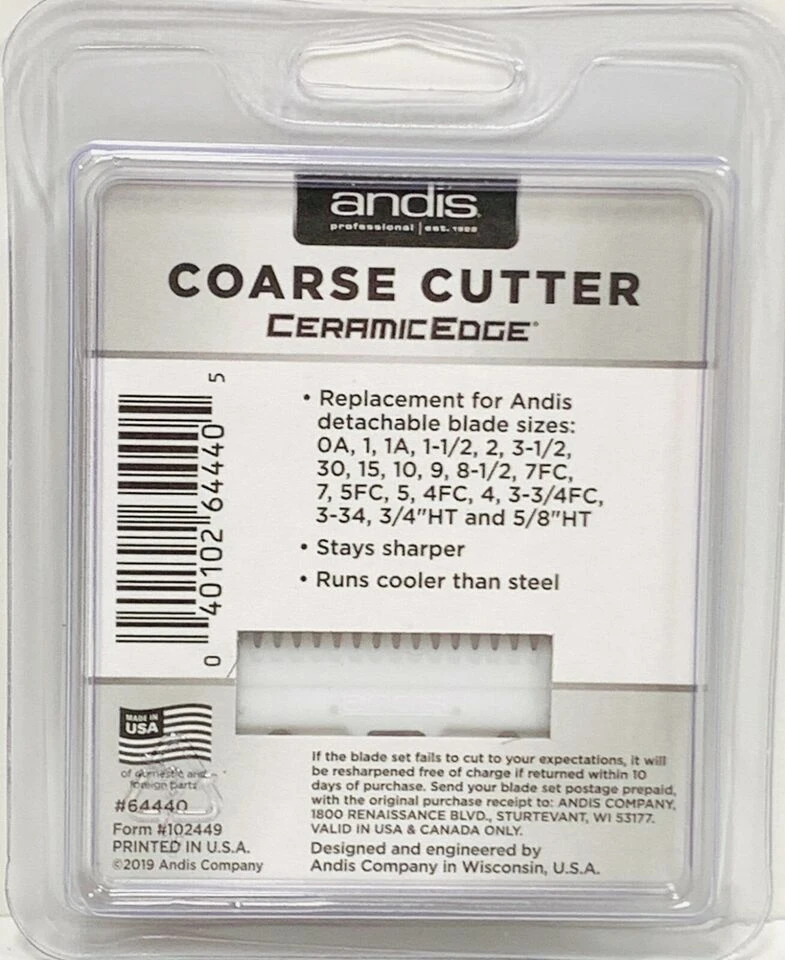 andis
professional | est. 1922
COARSE CUTTER
CERAMICEDGE®
• Replacement for Andis
detachable blade sizes:
0A, 1, 1A, 1-1/2, 2, 3-1/2,
30, 15, 10, 9, 8-1/2, 7FC,
7, 5FC, 5, 4FC, 4, 3-3/4FC,
3-34, 3/4"HT and 5/8"HT
• Stays sharper
• Runs cooler than steel
0 40102 64440 5
MADE IN
USA
of domestic and
foreign parts
#64440
Form #102449
PRINTED IN U.S.A.
©2019 Andis Company
If the blade set fails to cut to your expectations, it will
be resharpened free of charge if returned within 10
days of purchase. Send your blade set postage prepaid,
with the original purchase receipt to: ANDIS COMPANY,
1800 RENAISSANCE BLVD., STURTEVANT, WI 53177.
VALID IN USA & CANADA ONLY.
Designed and engineered by
Andis Company in Wisconsin, U.S.A.